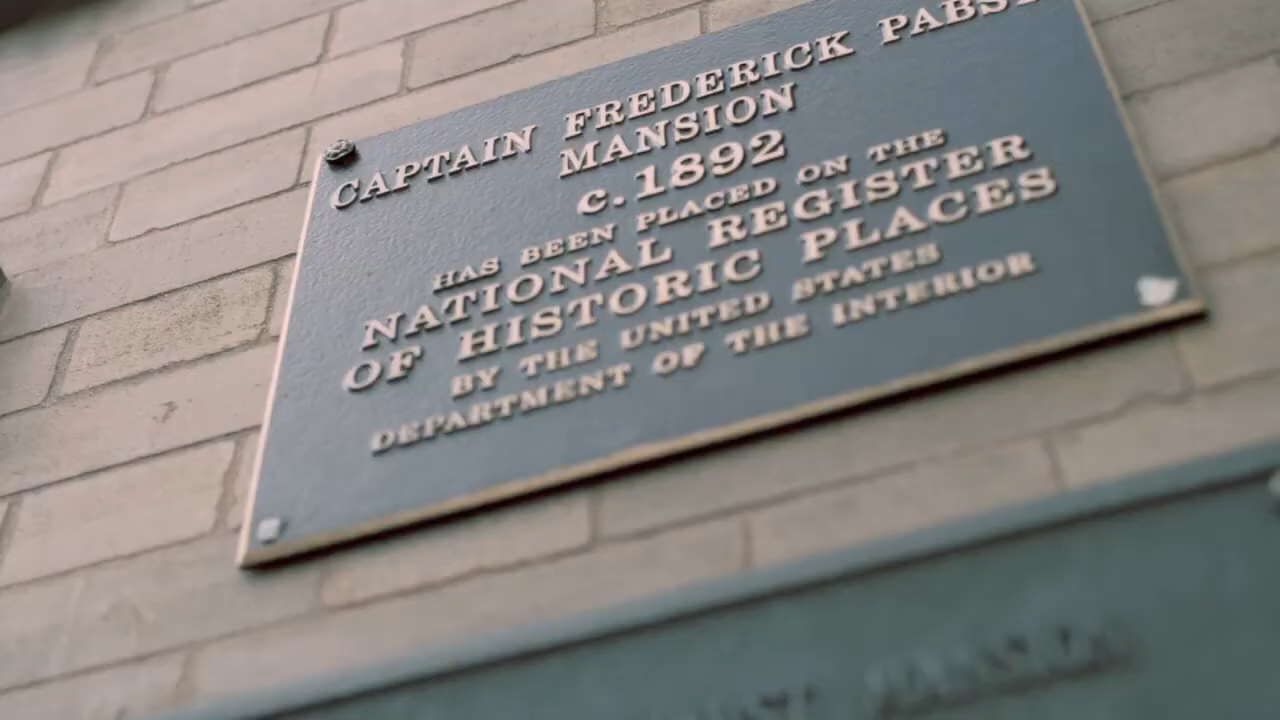 CAPTAIN FREDERICK PABST
MANSION
c.1892
HAS BEEN PLACED ON THE
NATIONAL REGISTER
OF HISTORIC PLACES
BY THE UNITED STATES
DEPARTMENT OF THE INTERIOR
MANSION